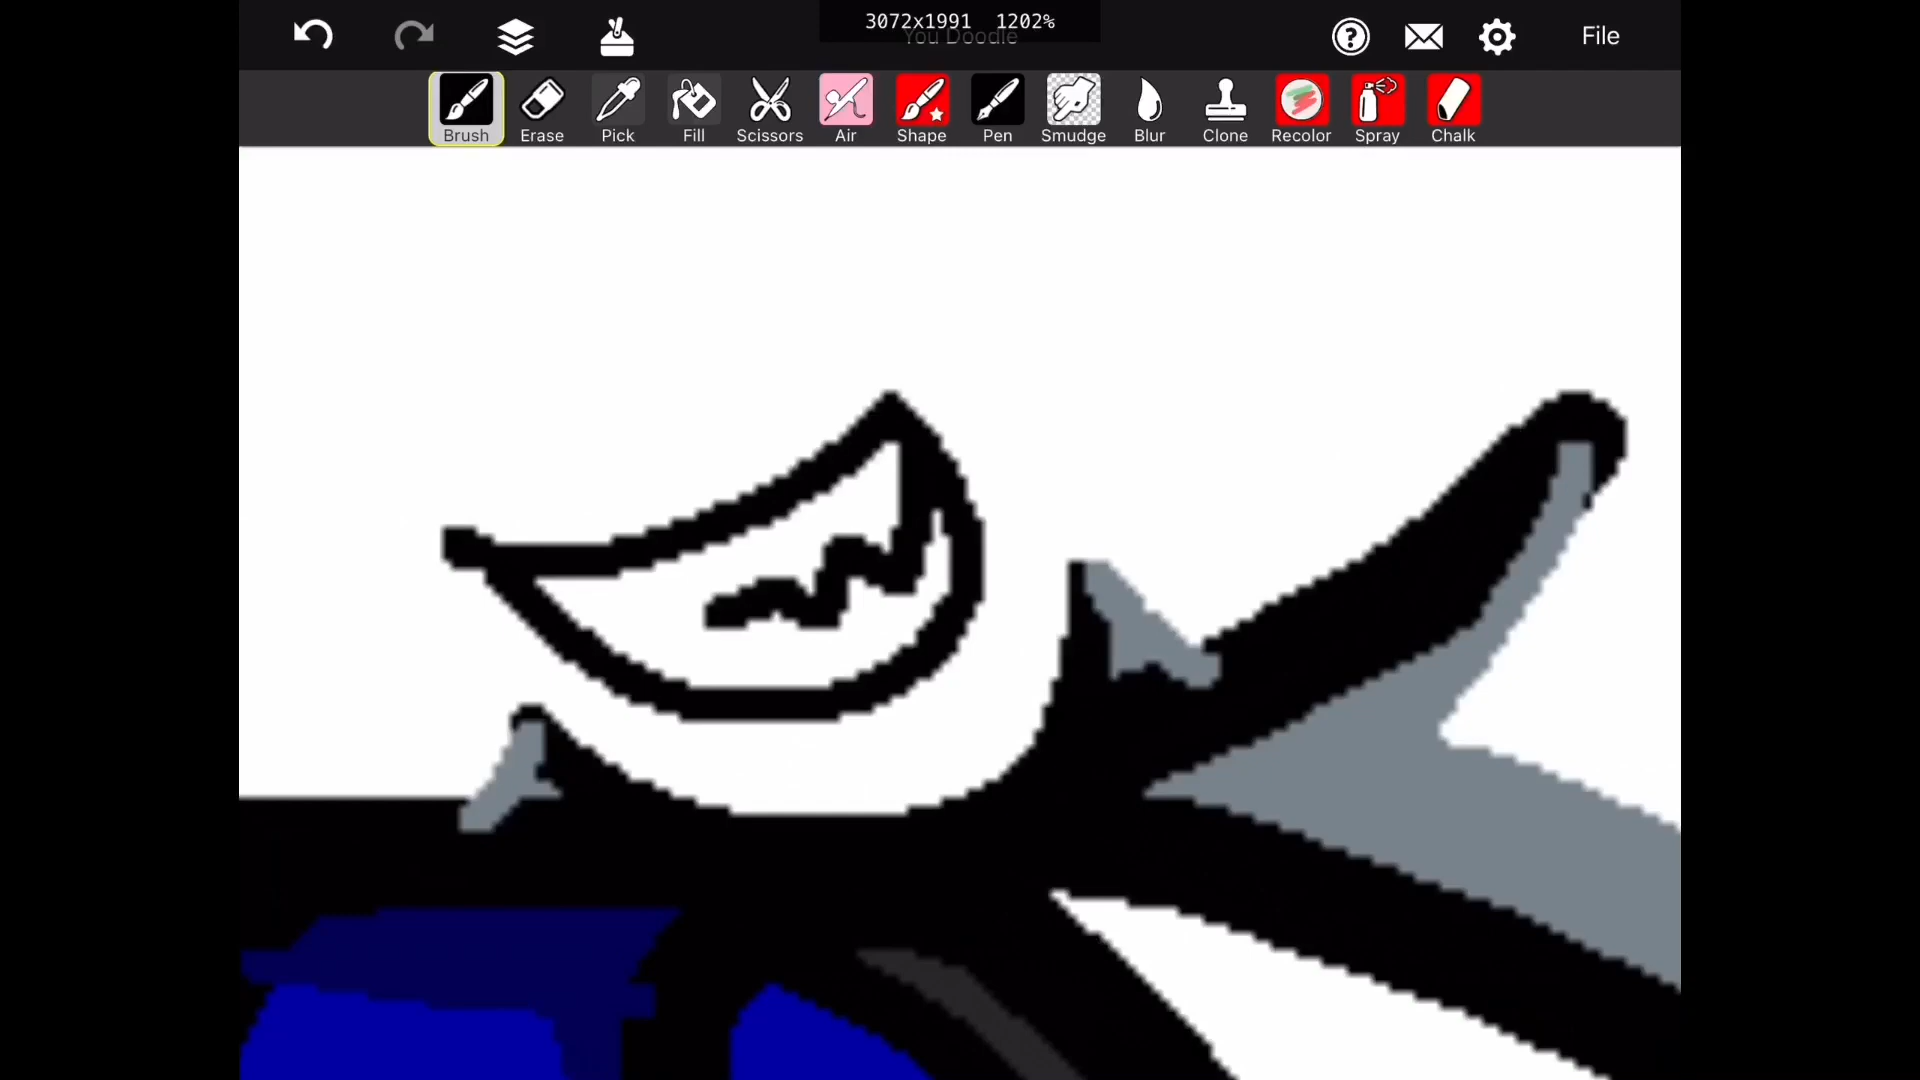 3072x1991 1202%
You Doodle
File
Brush Erase Pick Fill Scissors Air Shape Pen Smudge Blur Clone Recolor Spray Chalk